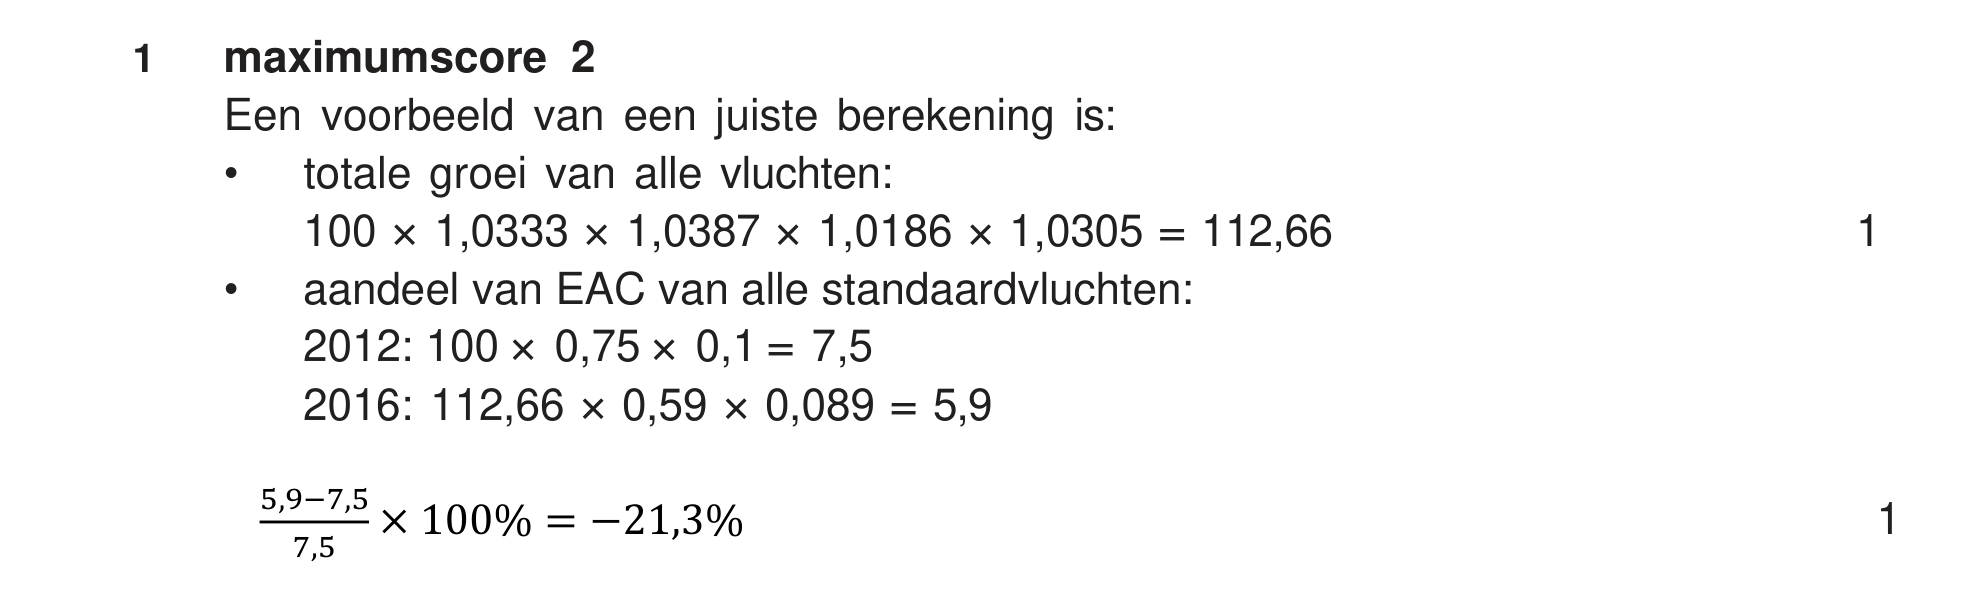 1 maximumscore 2
Een voorbeeld van een juiste berekening is:
• totale groei van alle vluchten:
100 × 1,0333 × 1,0387 × 1,0186 × 1,0305 = 112,66 1
• aandeel van EAC van alle standaardvluchten:
2012: 100 × 0,75 × 0,1 = 7,5
2016: 112,66 × 0,59 × 0,089 = 5,9
5,9−7,5
7,5
× 100% = −21,3% 1